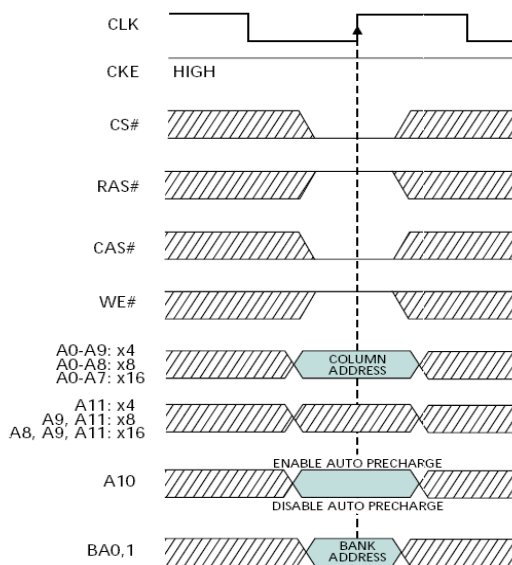 CLK
CKE HIGH
CS#
RAS#
CAS#
WE#
A0-A9: x4
A0-A8: x8
A0-A7: x16
COLUMN
ADDRESS
A11: x4
A9, A11: x8
A8, A9, A11: x16
ENABLE AUTO PRECHARGE
A10
DISABLE AUTO PRECHARGE
BA0,1
BANK
ADDRESS